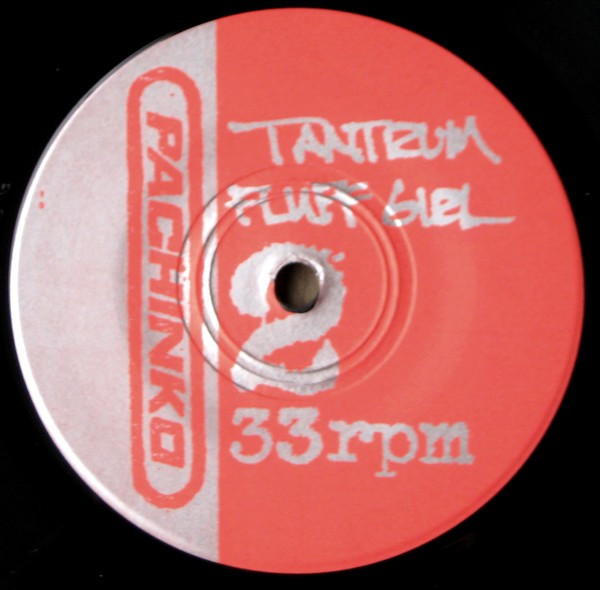 PACHINKO
TANTRUM
FLUFF GIRL
2
33rpm